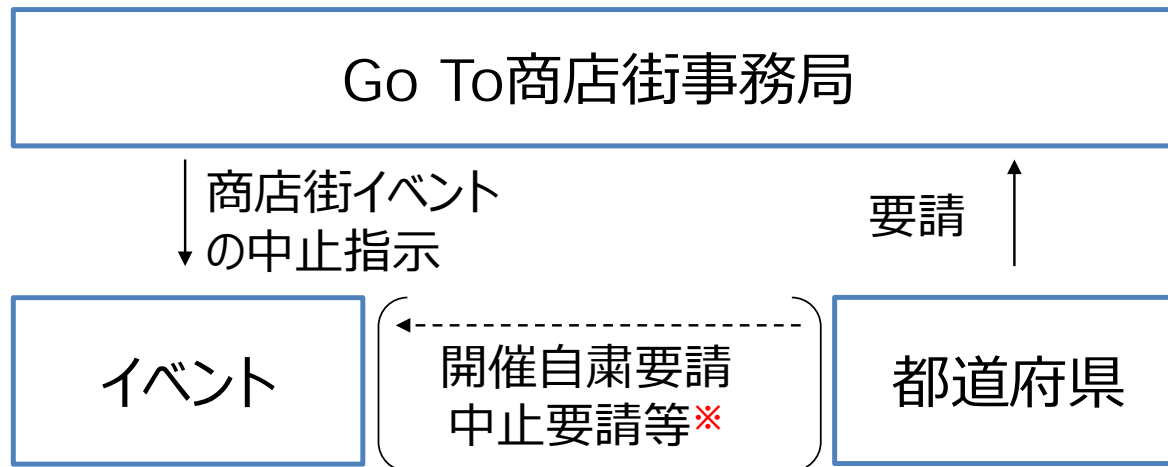 Go To商店街事務局
商店街イベント
の中止指示
要請
イベント
開催自粛要請
中止要請等※
都道府県